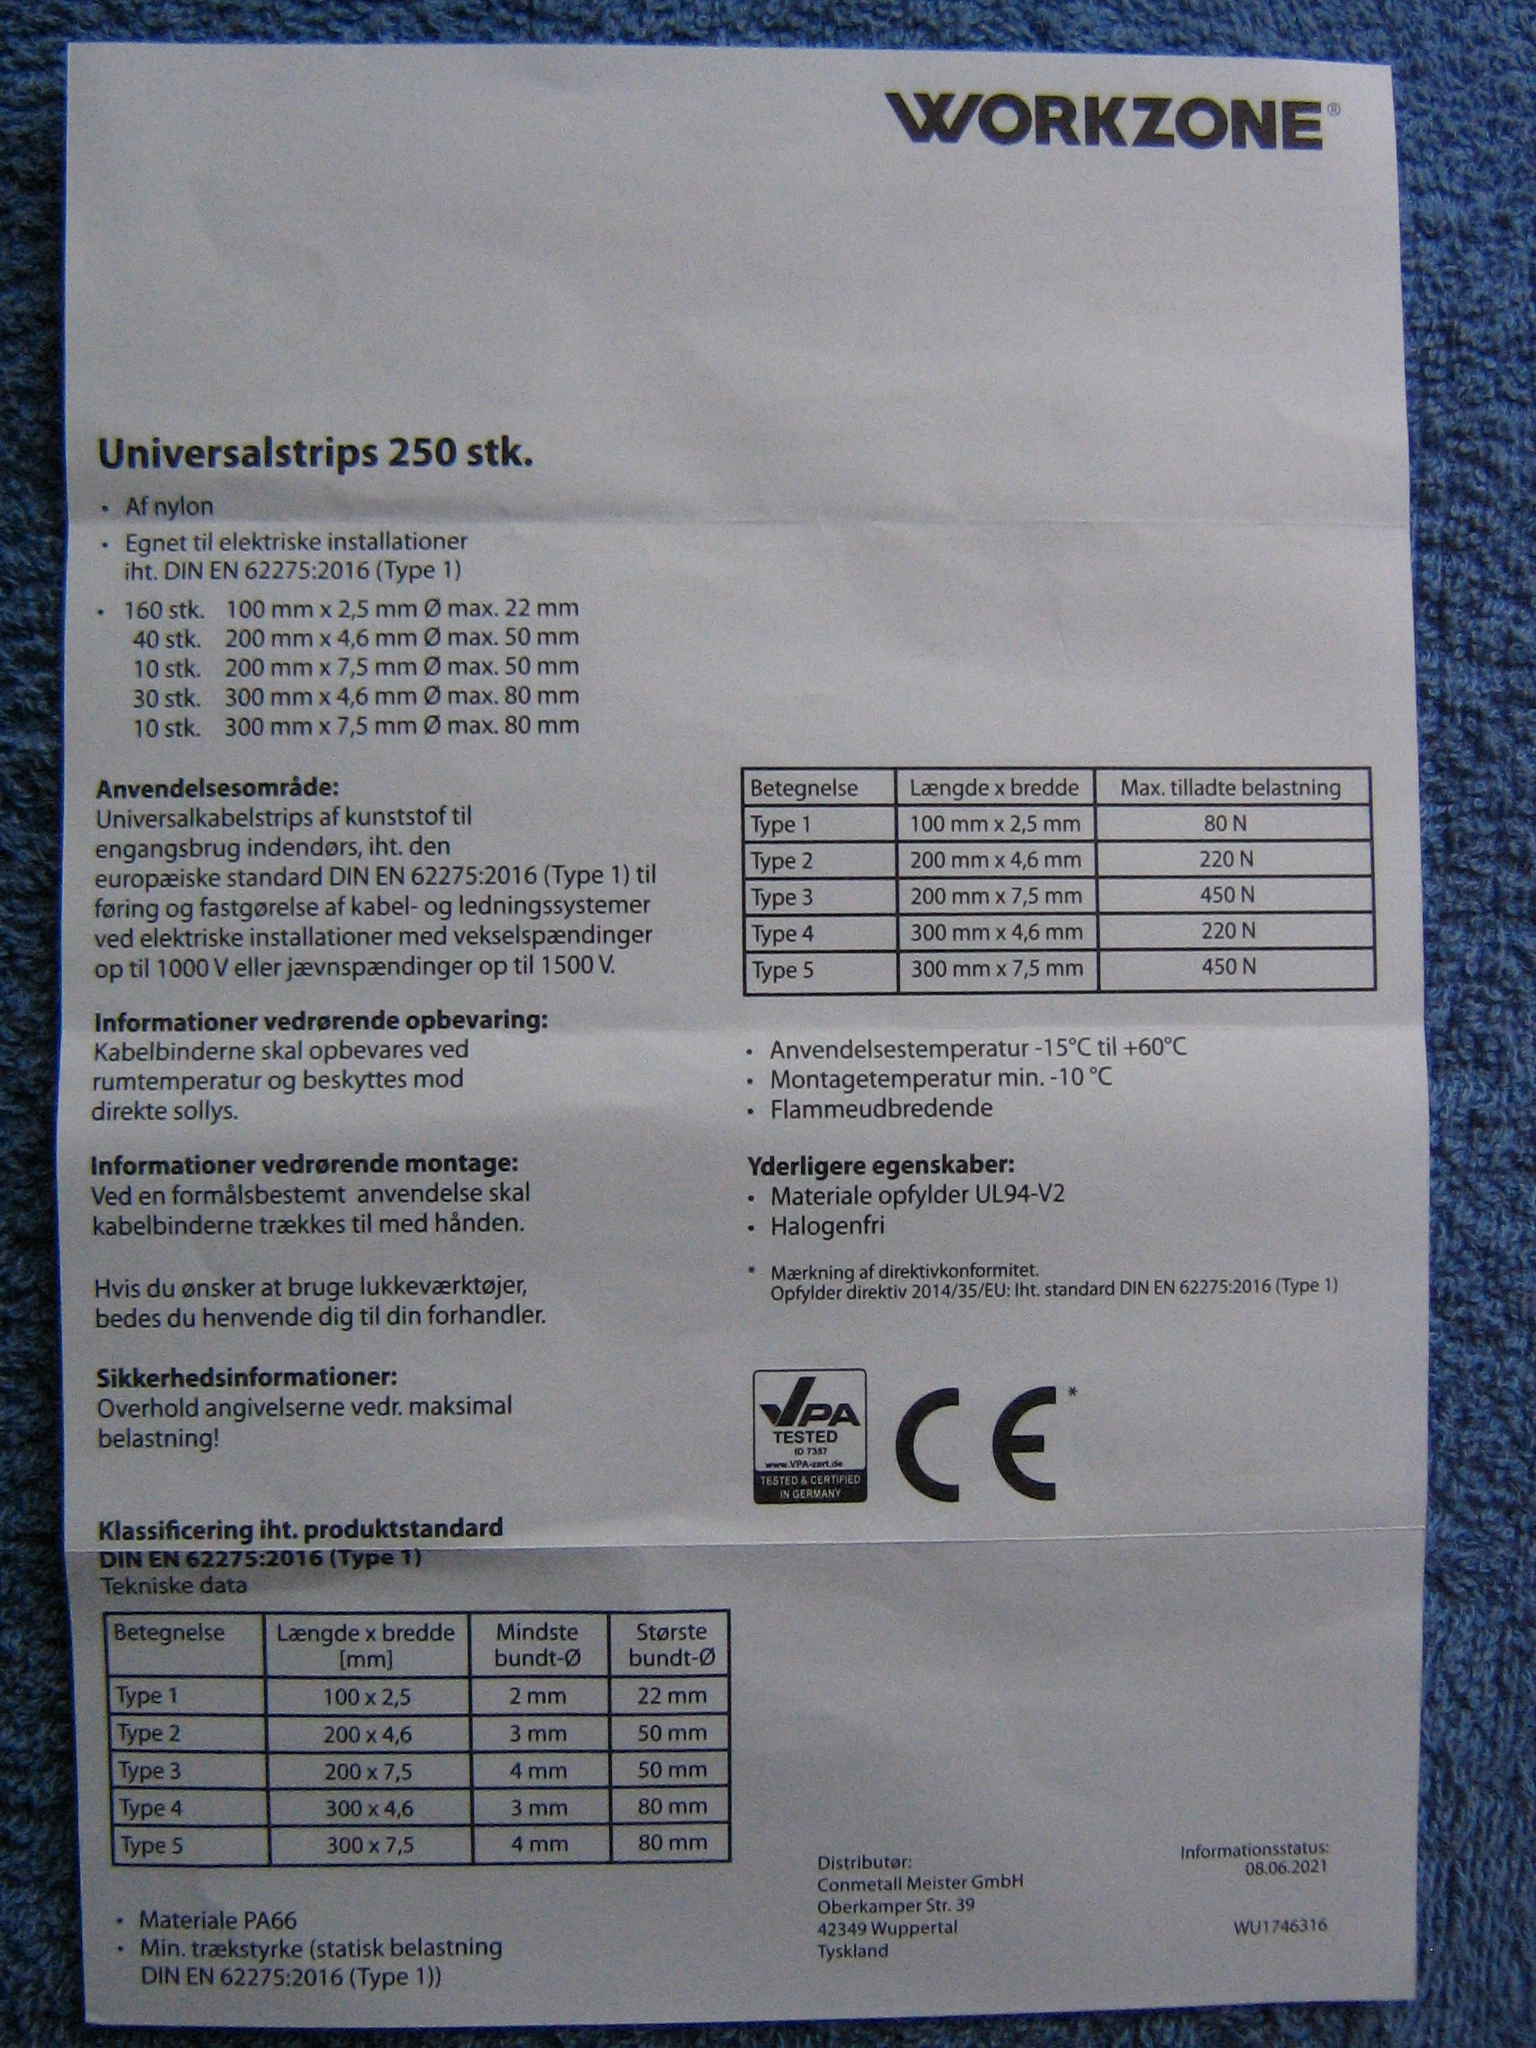 WORKZONE®
Universalstrips 250 stk.
• Af nylon
• Egnet til elektriske installationer
iht. DIN EN 62275:2016 (Type 1)
• 160 stk. 100 mm x 2,5 mm Ø max. 22 mm
40 stk. 200 mm x 4,6 mm Ø max. 50 mm
10 stk. 200 mm x 7,5 mm Ø max. 50 mm
30 stk. 300 mm x 4,6 mm Ø max. 80 mm
10 stk. 300 mm x 7,5 mm Ø max. 80 mm
Anvendelsesområde:
Universalkabelstrips af kunststof til
engangsbrug indendørs, iht. den
europæiske standard DIN EN 62275:2016 (Type 1) til
føring og fastgørelse af kabel- og ledningssystemer
ved elektriske installationer med vekselspændinger
op til 1000 V eller jævnspændinger op til 1500 V.
Informationer vedrørende opbevaring:
Kabelbinderne skal opbevares ved
rumtemperatur og beskyttes mod
direkte sollys.
Informationer vedrørende montage:
Ved en formålsbestemt anvendelse skal
kabelbinderne trækkes til med hånden.
Hvis du ønsker at bruge lukkeværktøjer,
bedes du henvende dig til din forhandler.
Sikkerhedsinformationer:
Overhold angivelserne vedr. maksimal
belastning!
Klassificering iht. produktstandard
DIN EN 62275:2016 (Type 1)
Tekniske data
Betegnelse Længde x bredde Mindste Største
[mm] bundt-Ø bundt-Ø
Type 1 100 x 2,5 2 mm 22 mm
Type 2 200 x 4,6 3 mm 50 mm
Type 3 200 x 7,5 4 mm 50 mm
Type 4 300 x 4,6 3 mm 80 mm
Type 5 300 x 7,5 4 mm 80 mm
• Materiale PA66
• Min. trækstyrke (statisk belastning
DIN EN 62275:2016 (Type 1))
Betegnelse Længde x bredde Max. tilladte belastning
Type 1 100 mm x 2,5 mm 80 N
Type 2 200 mm x 4,6 mm 220 N
Type 3 200 mm x 7,5 mm 450 N
Type 4 300 mm x 4,6 mm 220 N
Type 5 300 mm x 7,5 mm 450 N
• Anvendelsestemperatur -15°C til +60°C
• Montagetemperatur min. -10 °C
• Flammeudbredende
Yderligere egenskaber:
• Materiale opfylder UL94-V2
• Halogenfri
* Mærkning af direktivkonformitet.
Opfylder direktiv 2014/35/EU: Iht. standard DIN EN 62275:2016 (Type 1)
VPA
TESTED
ID 7357
www.VPA-zert.de
TESTED & CERTIFIED
IN GERMANY
CE*
Distributør:
Conmetall Meister GmbH
Oberkamper Str. 39
42349 Wuppertal
Tyskland
Informationsstatus:
08.06.2021
WU1746316